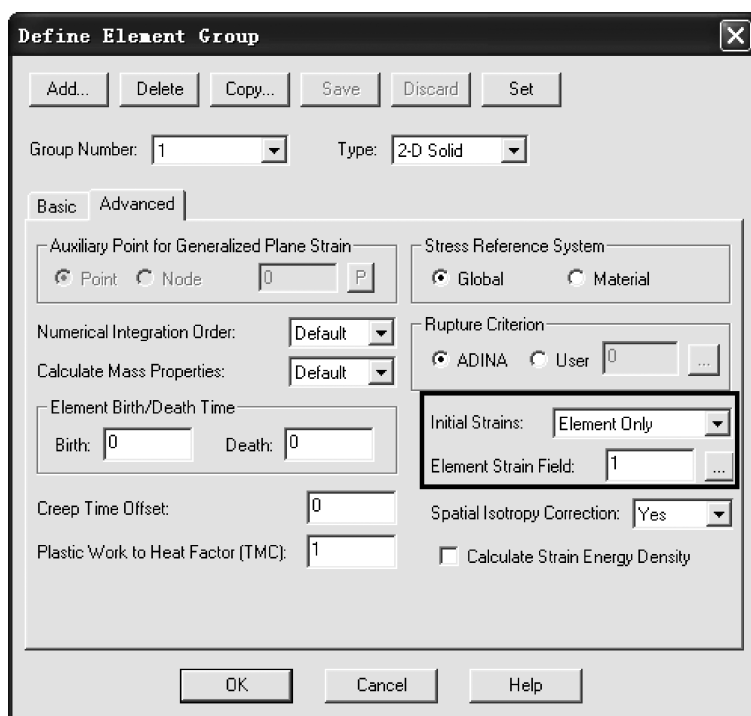 Define Element Group
Add... Delete Copy... Save Discard Set
Group Number: 1 Type: 2-D Solid
Basic Advanced
Auxiliary Point for Generalized Plane Strain
Point Node 0 P
Stress Reference System
Global Material
Numerical Integration Order: Default
Calculate Mass Properties: Default
Rupture Criterion
ADINA User 0 ...
Element Birth/Death Time
Birth: 0 Death: 0
Initial Strains: Element Only
Element Strain Field: 1 ...
Creep Time Offset: 0
Plastic Work to Heat Factor (TMC): 1
Spatial Isotropy Correction: Yes
Calculate Strain Energy Density
OK Cancel Help